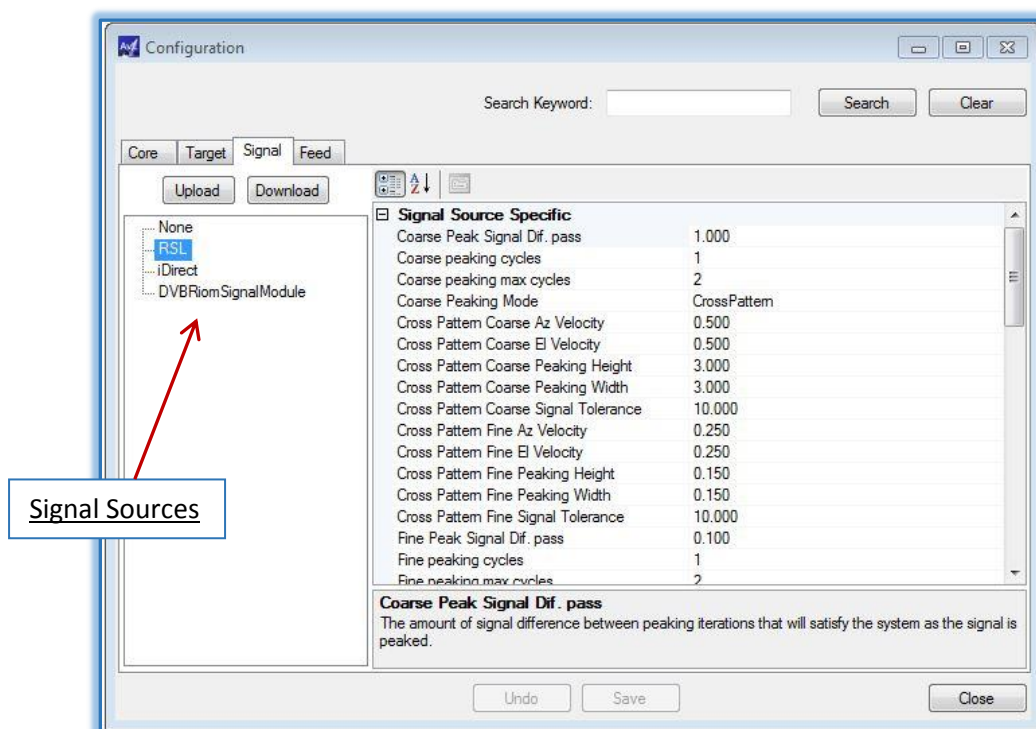 Configuration
Search Keyword:
Search
Clear
Core
Target
Signal
Feed
Upload
Download
None
RSL
iDirect
DVBRiomSignalModule
Signal Sources
Signal Source Specific
Coarse Peak Signal Dif. pass 1.000
Coarse peaking cycles 1
Coarse peaking max cycles 2
Coarse Peaking Mode CrossPattern
Cross Pattern Coarse Az Velocity 0.500
Cross Pattern Coarse El Velocity 0.500
Cross Pattern Coarse Peaking Height 3.000
Cross Pattern Coarse Peaking Width 3.000
Cross Pattern Coarse Signal Tolerance 10.000
Cross Pattern Fine Az Velocity 0.250
Cross Pattern Fine El Velocity 0.250
Cross Pattern Fine Peaking Height 0.150
Cross Pattern Fine Peaking Width 0.150
Cross Pattern Fine Signal Tolerance 10.000
Fine Peak Signal Dif. pass 0.100
Fine peaking cycles 1
Fine peaking max cycles 2
Coarse Peak Signal Dif. pass
The amount of signal difference between peaking iterations that will satisfy the system as the signal is
peaked.
Undo
Save
Close